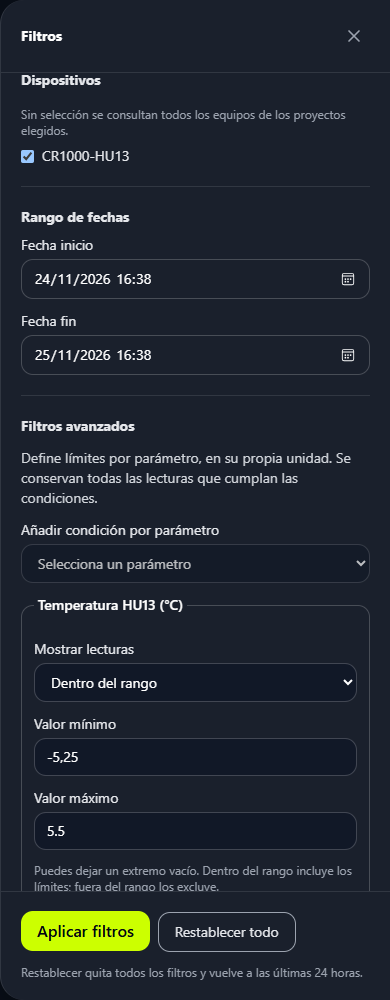 Filtros
Dispositivos
Sin selección se consultan todos los equipos de los proyectos
elegidos.
CR1000-HU13
Rango de fechas
Fecha inicio
24/11/2026 16:38
Fecha fin
25/11/2026 16:38
Filtros avanzados
Define límites por parámetro, en su propia unidad. Se
conservan todas las lecturas que cumplan las
condiciones.
Añadir condición por parámetro
Selecciona un parámetro
Temperatura HU13 (°C)
Mostrar lecturas
Dentro del rango
Valor mínimo
-5,25
Valor máximo
5.5
Puedes dejar un extremo vacío. Dentro del rango incluye los
límites; fuera del rango los excluye.
Aplicar filtros
Restablecer todo
Restablecer quita todos los filtros y vuelve a las últimas 24 horas.